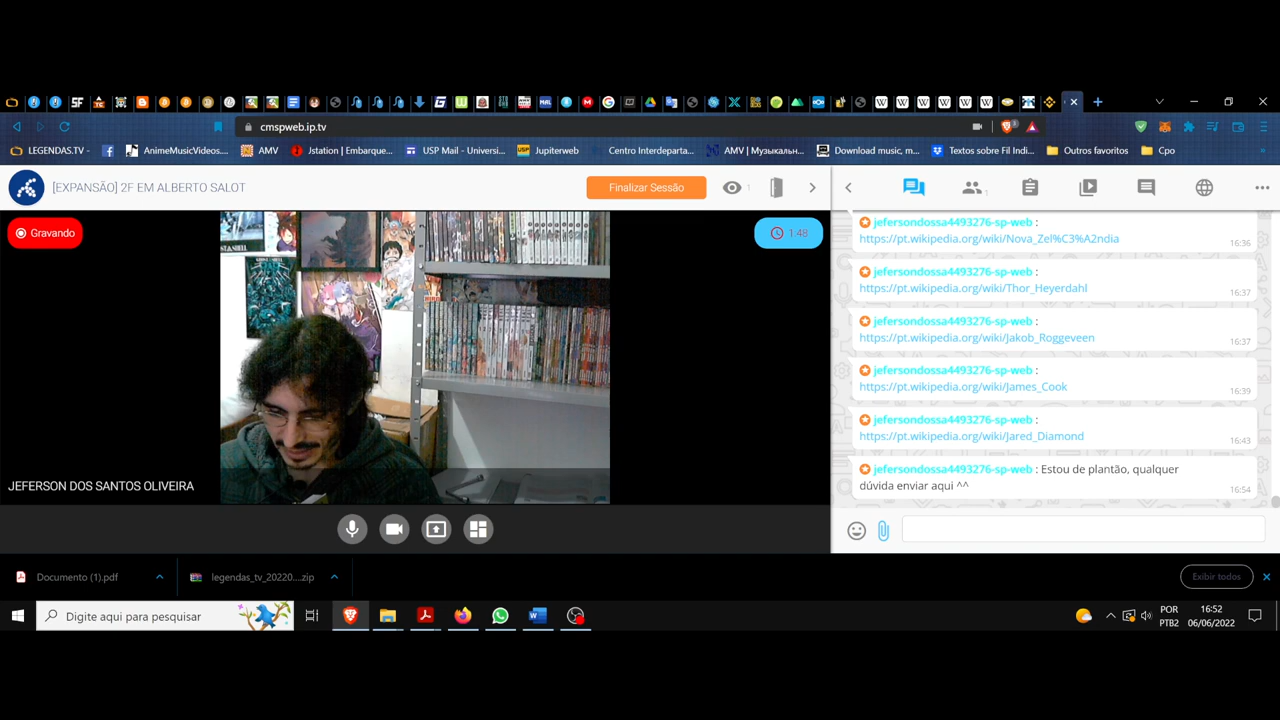 cmspweb.ip.tv
LEGENDAS.TV -
AnimeMusicVideos...
AMV
Jstation | Embarque...
USP Mail - Universi...
Jupiterweb
Centro Interdeparta...
AMV | Музыкальн...
Download music, m...
Textos sobre Fil Indi...
Outros favoritos
Cpo
[EXPANSÃO] 2F EM ALBERTO SALOT
Finalizar Sessão
1
1
Gravando
1:48
JEFERSON DOS SANTOS OLIVEIRA
jefersondossa4493276-sp-web :
https://pt.wikipedia.org/wiki/Nova_Zel%C3%A2ndia
16:36
jefersondossa4493276-sp-web :
https://pt.wikipedia.org/wiki/Thor_Heyerdahl
16:37
jefersondossa4493276-sp-web :
https://pt.wikipedia.org/wiki/Jakob_Roggeveen
16:37
jefersondossa4493276-sp-web :
https://pt.wikipedia.org/wiki/James_Cook
16:39
jefersondossa4493276-sp-web :
https://pt.wikipedia.org/wiki/Jared_Diamond
16:43
jefersondossa4493276-sp-web : Estou de plantão, qualquer
dúvida enviar aqui ^^
16:54
Documento (1).pdf
legendas_tv_20220....zip
Exibir todos
Digite aqui para pesquisar
POR
PTB2
16:52
06/06/2022